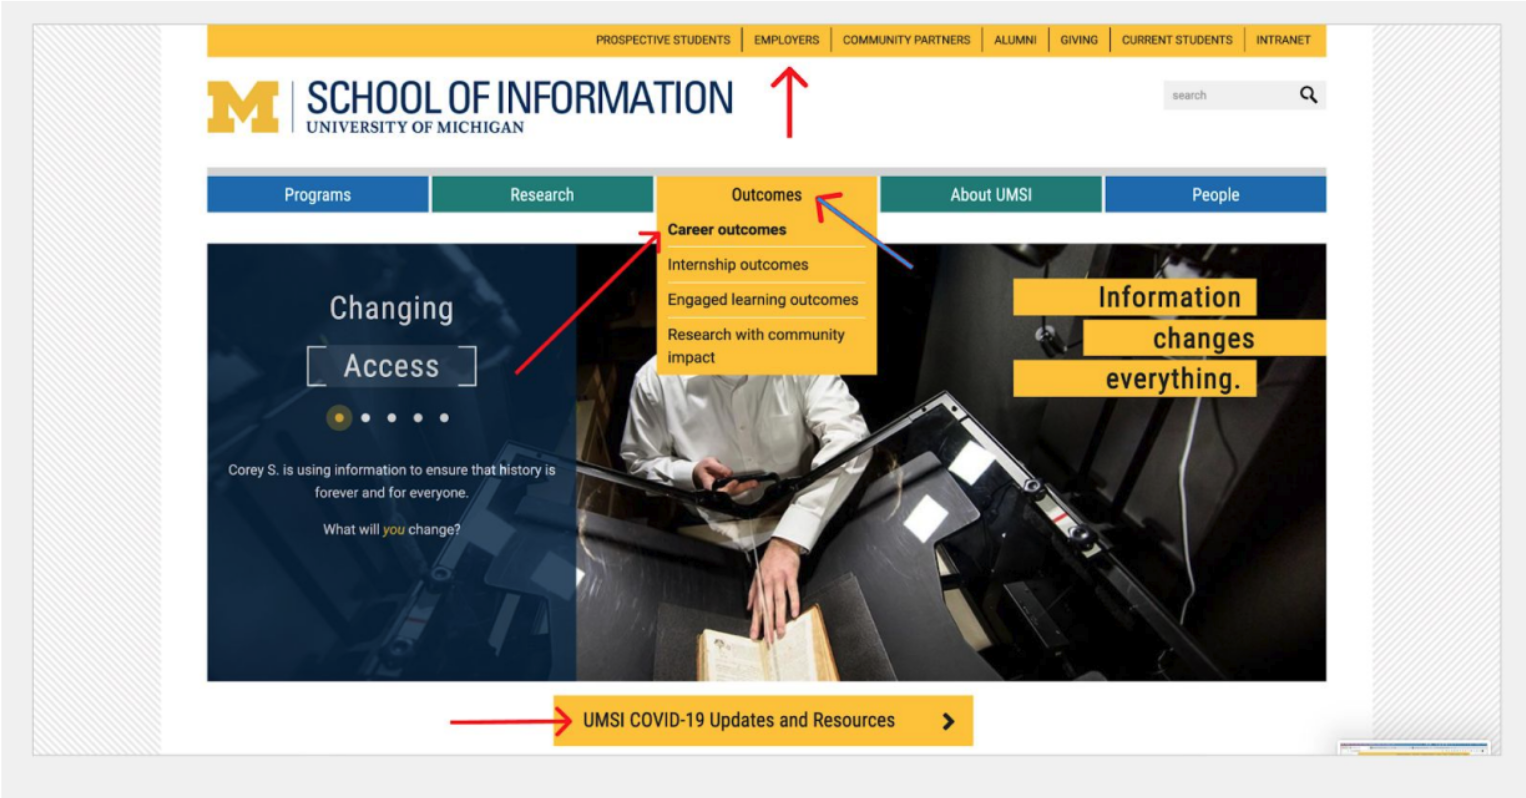 PROSPECTIVE STUDENTS EMPLOYERS COMMUNITY PARTNERS ALUMNI GIVING CURRENT STUDENTS INTRANET
M SCHOOL OF INFORMATION
UNIVERSITY OF MICHIGAN
search
Programs Research Outcomes About UMSI People
Career outcomes
Internship outcomes
Engaged learning outcomes
Research with community
impact
Changing
Access
Corey S. is using information to ensure that history is
forever and for everyone.
What will you change?
Information
changes
everything.
UMSI COVID-19 Updates and Resources